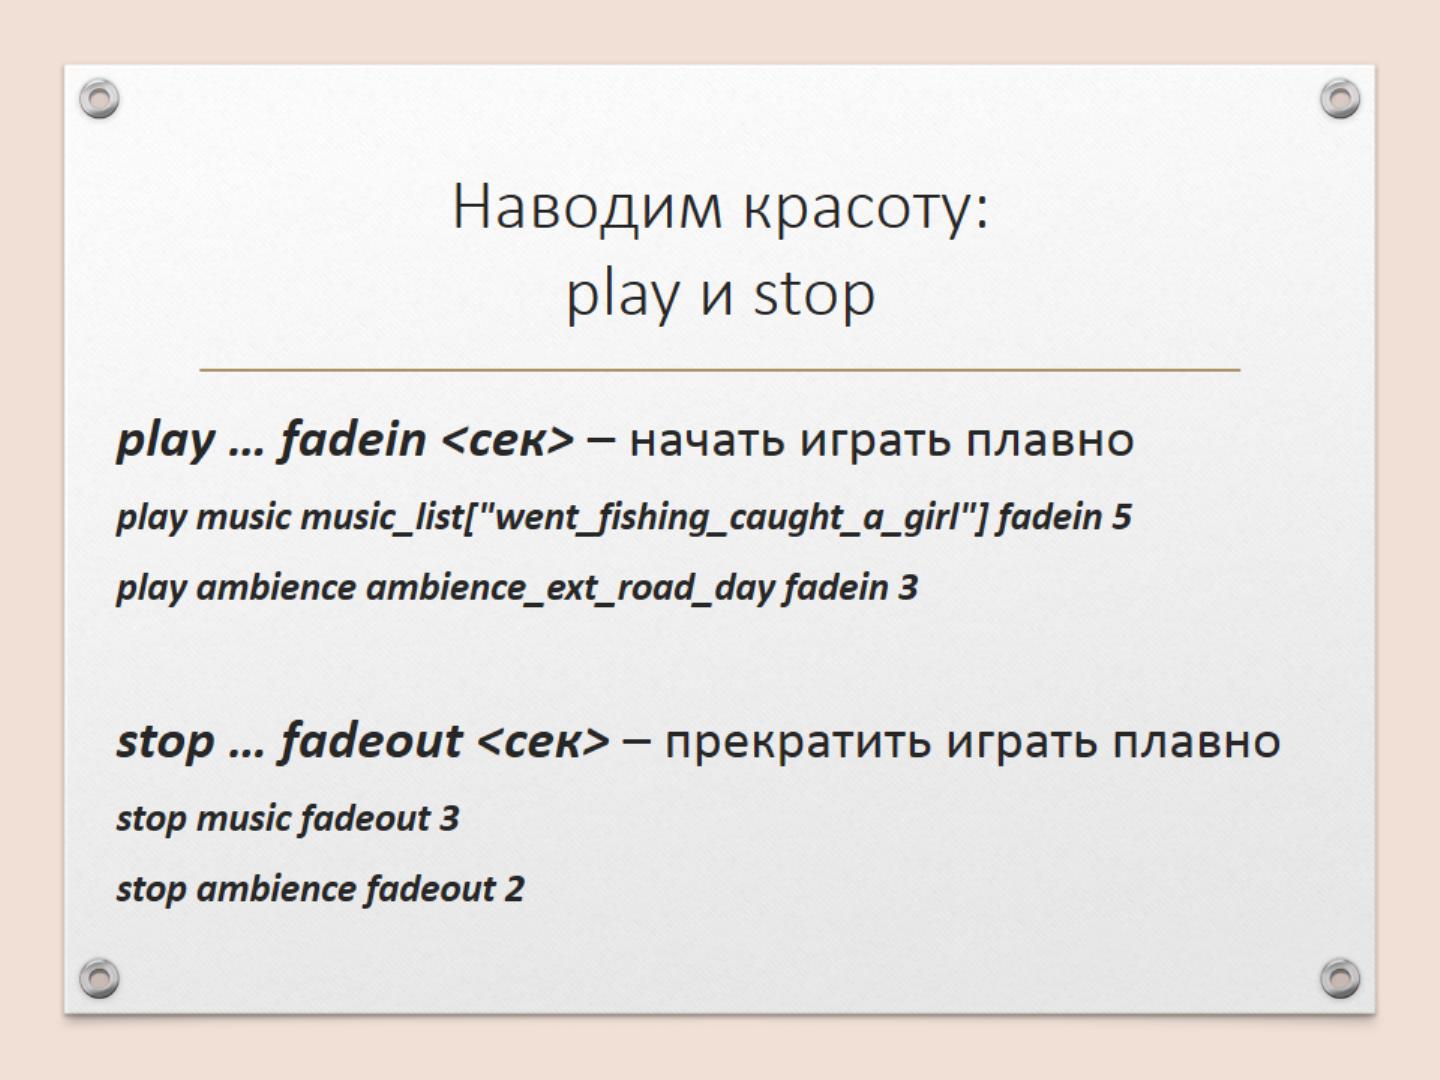 Наводим красоту:
play и stop
play … fadein <сек> – начать играть плавно
play music music_list["went_fishing_caught_a_girl"] fadein 5
play ambience ambience_ext_road_day fadein 3
stop … fadeout <сек> – прекратить играть плавно
stop music fadeout 3
stop ambience fadeout 2